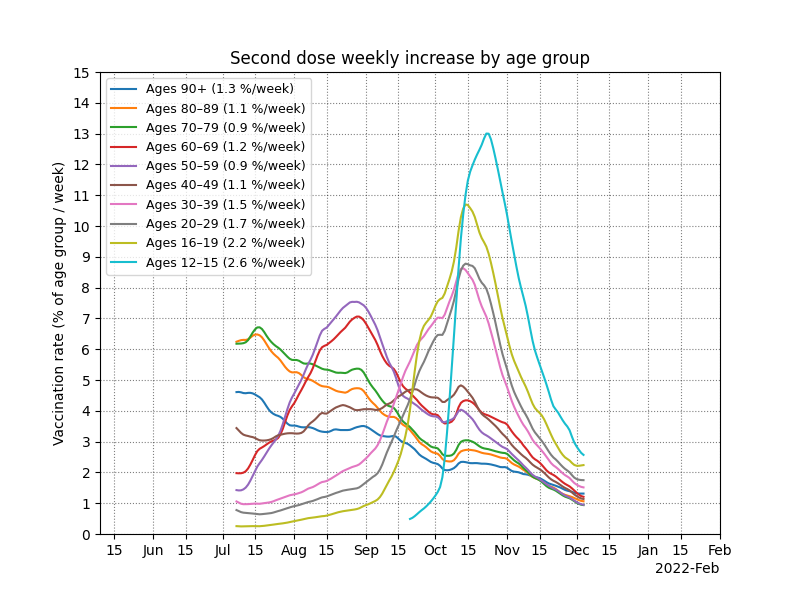 Second dose weekly increase by age group
Vaccination rate (% of age group / week)
15
14
13
12
11
10
9
8
7
6
5
4
3
2
1
0
Ages 90+ (1.3 %/week)
Ages 80–89 (1.1 %/week)
Ages 70–79 (0.9 %/week)
Ages 60–69 (1.2 %/week)
Ages 50–59 (0.9 %/week)
Ages 40–49 (1.1 %/week)
Ages 30–39 (1.5 %/week)
Ages 20–29 (1.7 %/week)
Ages 16–19 (2.2 %/week)
Ages 12–15 (2.6 %/week)
15 Jun 15 Jul 15 Aug 15 Sep 15 Oct 15 Nov 15 Dec 15 Jan 15 Feb
2022-Feb